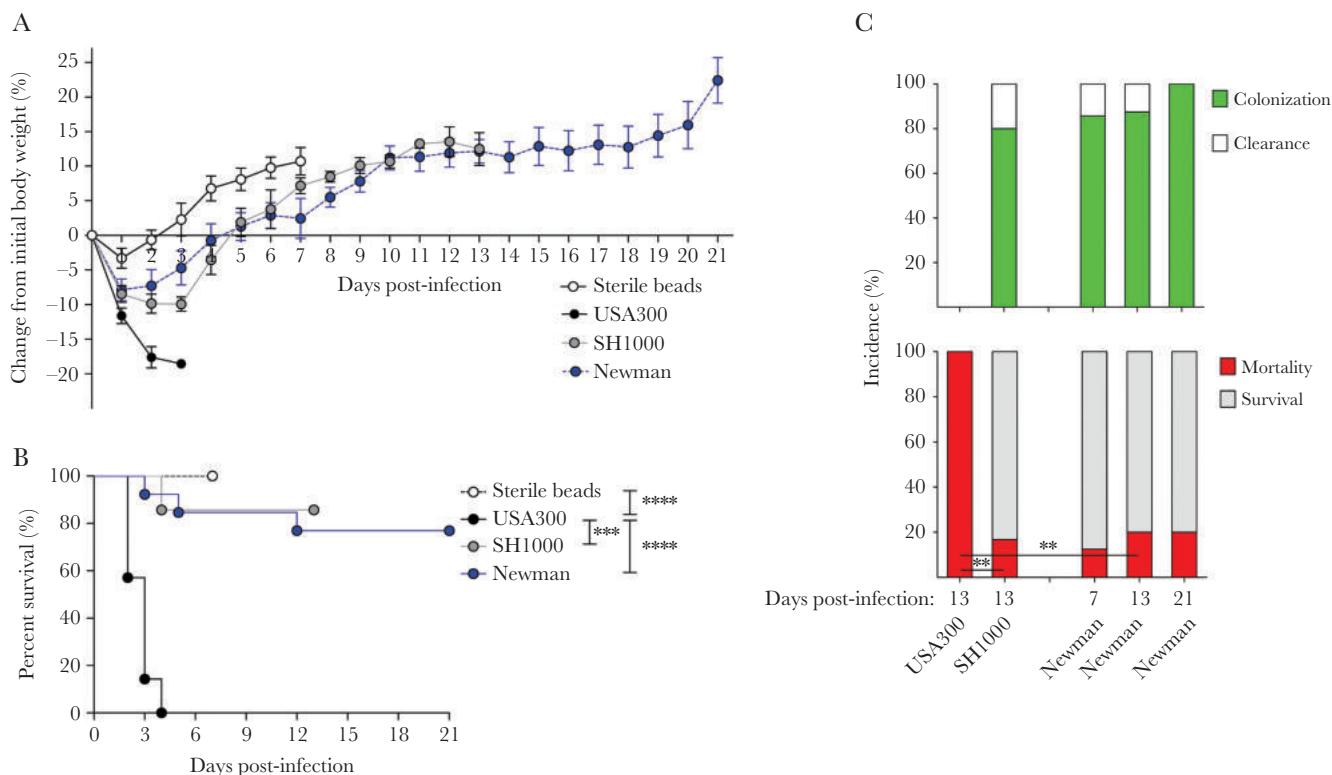 A
Change from initial body weight (%)
25
20
15
10
5
0
–5
–10
–15
–20
2
3
5
6
7
8
9
10
11
12
13
14
15
16
17
18
19
20
21
Days post-infection
Sterile beads
USA300
SH1000
Newman
B
Percent survival (%)
100
80
60
40
20
0
0
3
6
9
12
15
18
21
Days post-infection
Sterile beads
USA300
SH1000
Newman
****
***
****
C
Incidence (%)
100
80
60
40
20
Colonization
Clearance
100
80
60
40
20
Mortality
Survival
**
**
Days post-infection: 13 13 7 13 21
USA300
SH1000
Newman
Newman
Newman